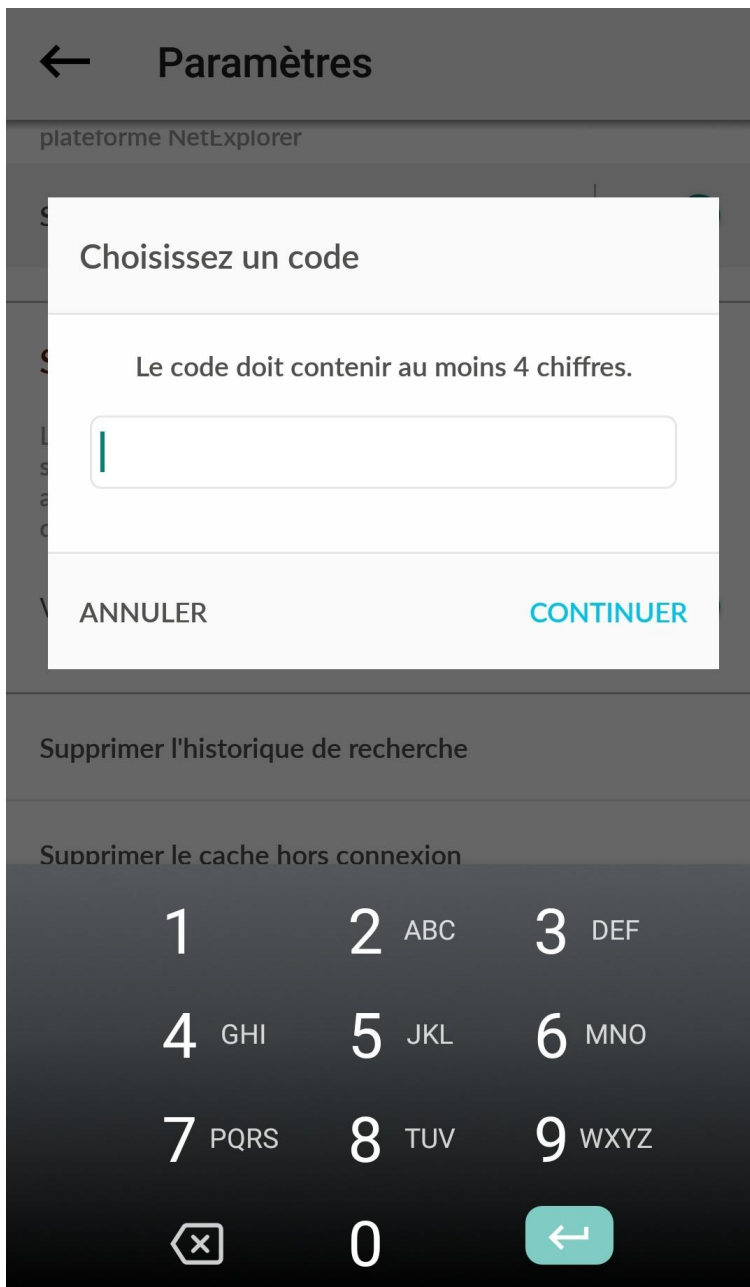 Paramètres
plateforme NetExplorer
Choisissez un code
Le code doit contenir au moins 4 chiffres.
ANNULER CONTINUER
Supprimer l'historique de recherche
Supprimer le cache hors connexion
1 2 ABC 3 DEF
4 GHI 5 JKL 6 MNO
7 PQRS 8 TUV 9 WXYZ
0